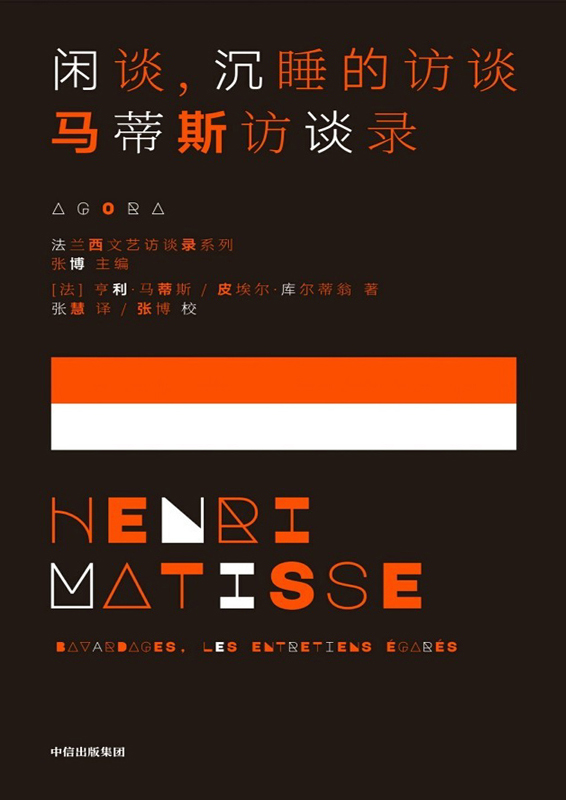 闲谈，沉睡的访谈
马蒂斯访谈录
AGORA
法兰西文艺访谈录系列
张博 主编
[法] 亨利·马蒂斯 / 皮埃尔·库尔蒂翁 著
张慧 译 / 张博 校
HENRI
MATISSE
BAVARDAGES, LES ENTRETIENS ÉGARÉS
中信出版集团